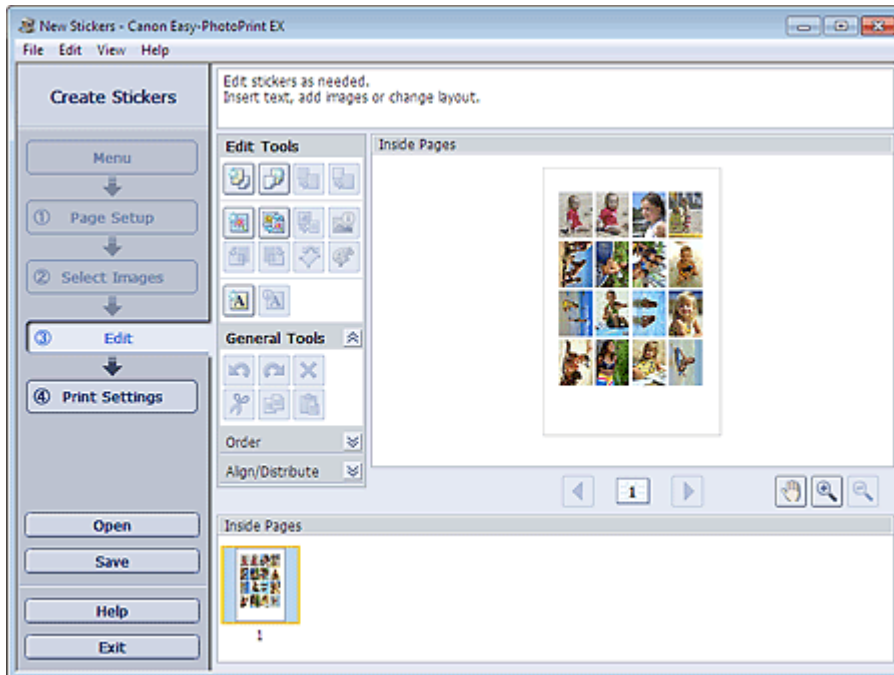 New Stickers - Canon Easy-PhotoPrint EX
File Edit View Help
Create Stickers
Edit stickers as needed.
Insert text, add images or change layout.
Menu
① Page Setup
② Select Images
③ Edit
④ Print Settings
Open
Save
Help
Exit
Edit Tools
A A
General Tools
Order
Align/Distribute
Inside Pages
1
Inside Pages
1